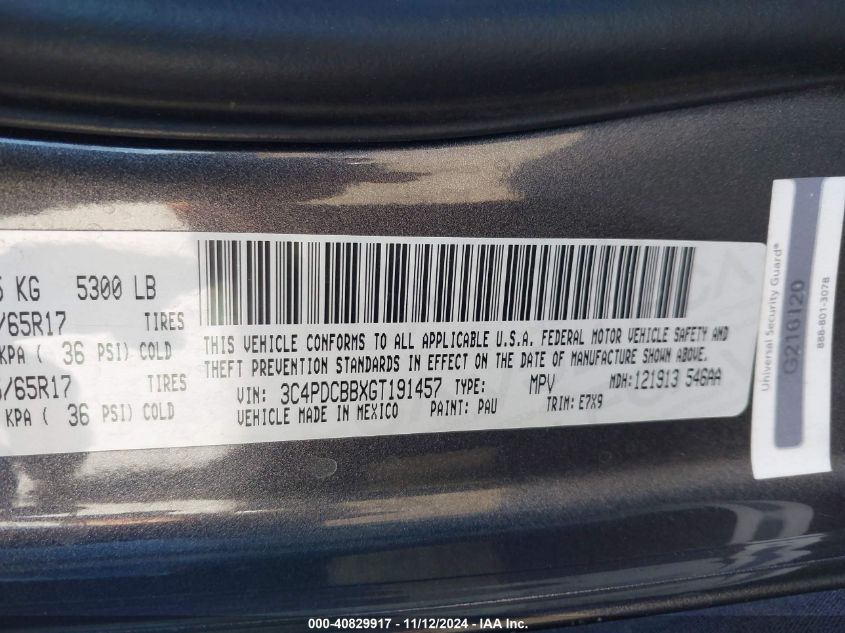 KG 5300 LB
/65R17 TIRES
KPA ( 36 PSI) COLD
/65R17 TIRES
KPA ( 36 PSI) COLD
THIS VEHICLE CONFORMS TO ALL APPLICABLE U.S.A. FEDERAL MOTOR VEHICLE SAFETY AND
THEFT PREVENTION STANDARDS IN EFFECT ON THE DATE OF MANUFACTURE SHOWN ABOVE.
VIN: 3C4PDCBBXGT191457 TYPE: MPV MDH:121913 546AA
VEHICLE MADE IN MEXICO PAINT: PAU TRIM: E7X9
Universal Security Guard®
G21G120
888-801-3078
000-40829917 - 11/12/2024 - Copyright © 2024 IAA, Inc.